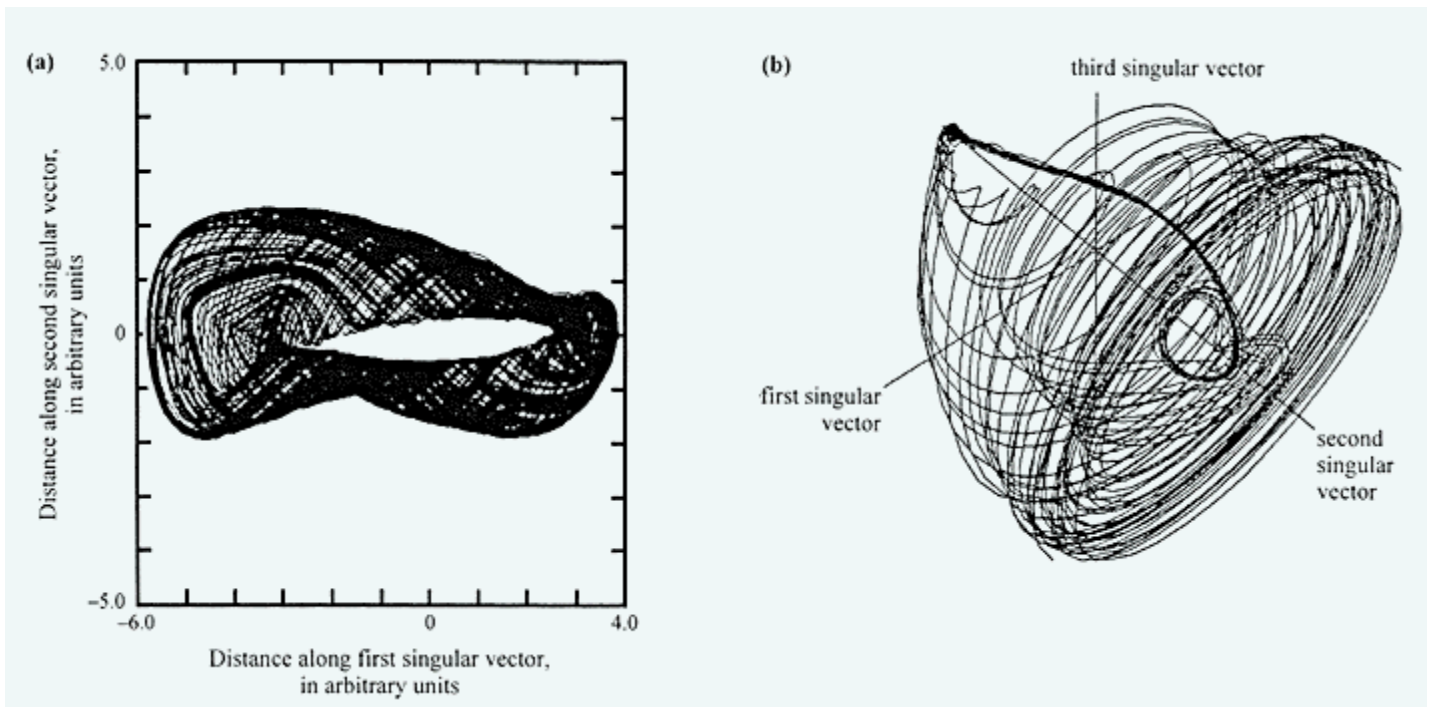 (a)
5.0
0
−5.0
−6.0
0
4.0
Distance along second singular vector,
in arbitrary units
Distance along first singular vector,
in arbitrary units
(b)
third singular vector
first singular
vector
second
singular
vector